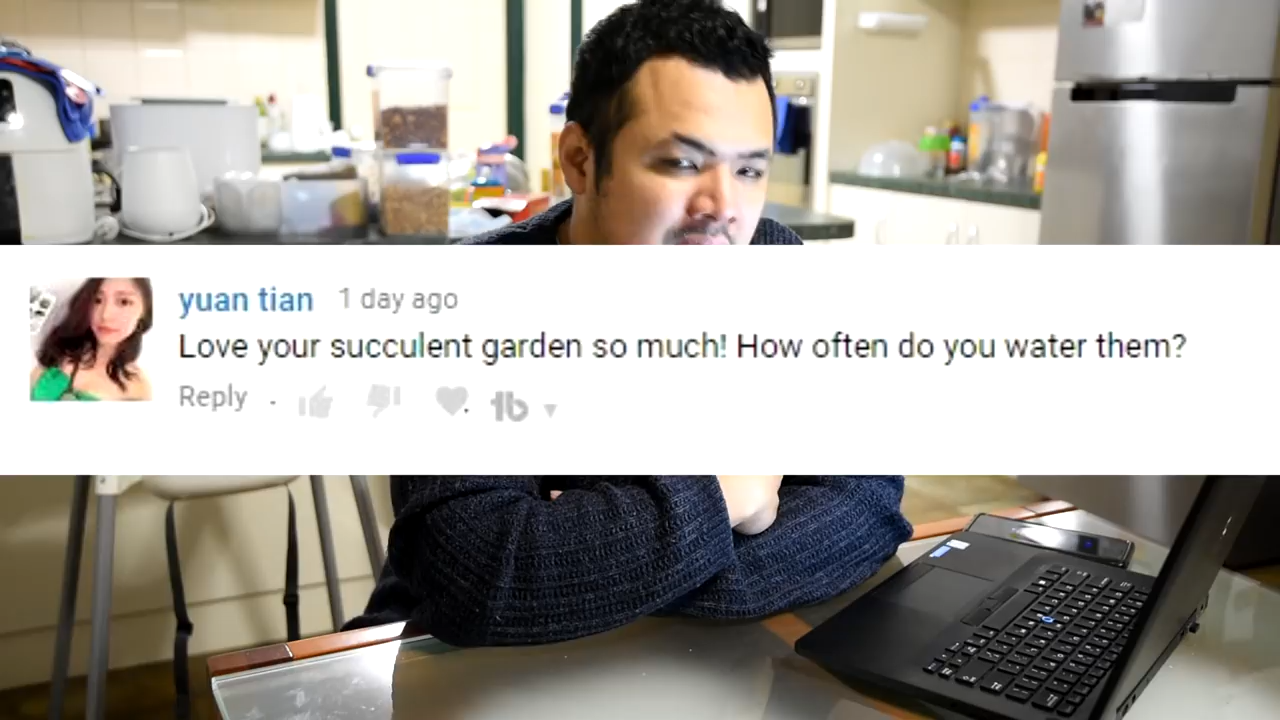 yuan tian 1 day ago
Love your succulent garden so much! How often do you water them?
Reply